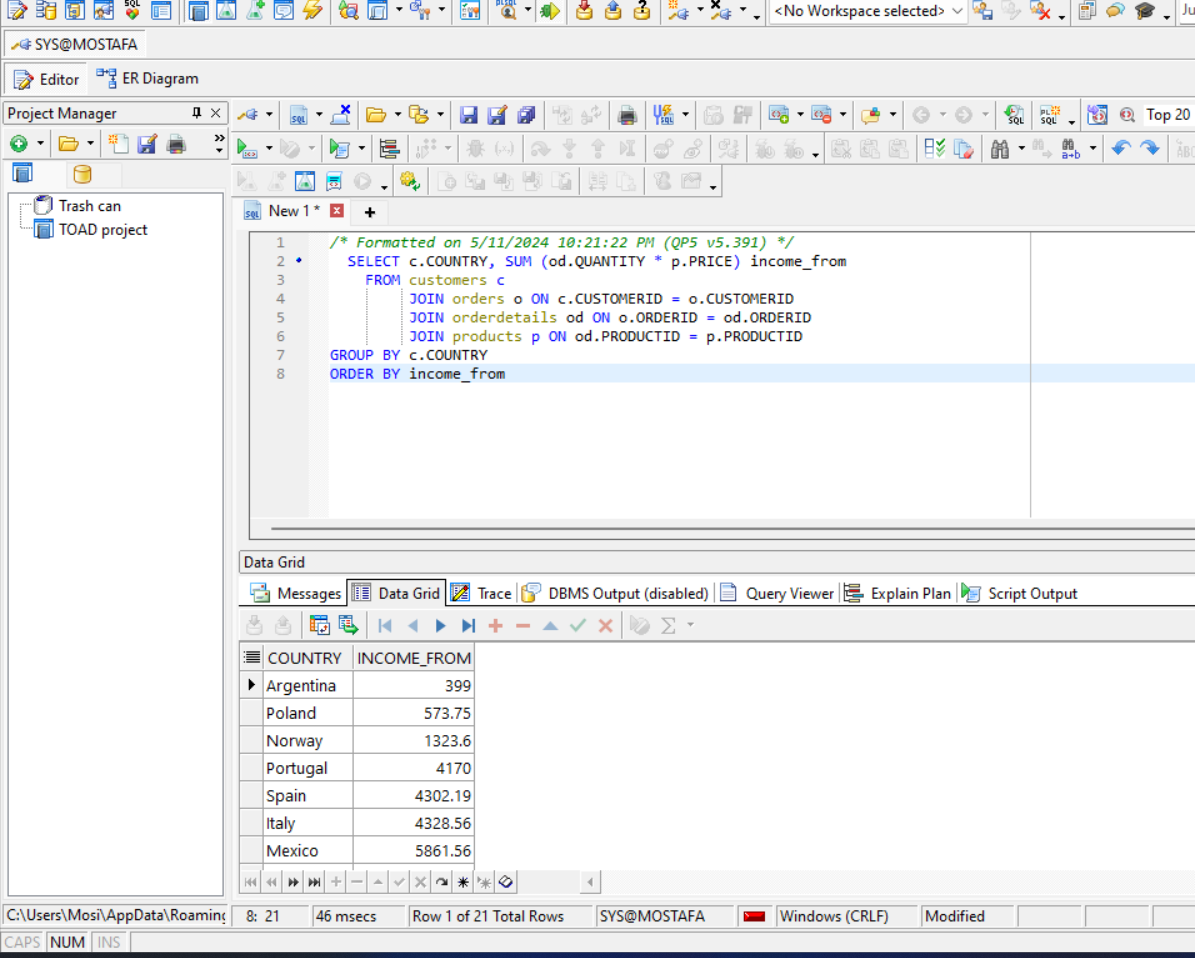 <No Workspace selected>
Ju
SYS@MOSTAFA
Editor
ER Diagram
Project Manager
Top 20
Trash can
TOAD project
New 1 *
1 /* Formatted on 5/11/2024 10:21:22 PM (QP5 v5.391) */
2 SELECT c.COUNTRY, SUM (od.QUANTITY * p.PRICE) income_from
3 FROM customers c
4 JOIN orders o ON c.CUSTOMERID = o.CUSTOMERID
5 JOIN orderdetails od ON o.ORDERID = od.ORDERID
6 JOIN products p ON od.PRODUCTID = p.PRODUCTID
7 GROUP BY c.COUNTRY
8 ORDER BY income_from
Data Grid
Messages Data Grid Trace DBMS Output (disabled) Query Viewer Explain Plan Script Output
COUNTRY INCOME_FROM
Argentina 399
Poland 573.75
Norway 1323.6
Portugal 4170
Spain 4302.19
Italy 4328.56
Mexico 5861.56
C:\Users\Mosi\AppData\Roaming 8: 21 46 msecs Row 1 of 21 Total Rows SYS@MOSTAFA Windows (CRLF) Modified
CAPS NUM INS